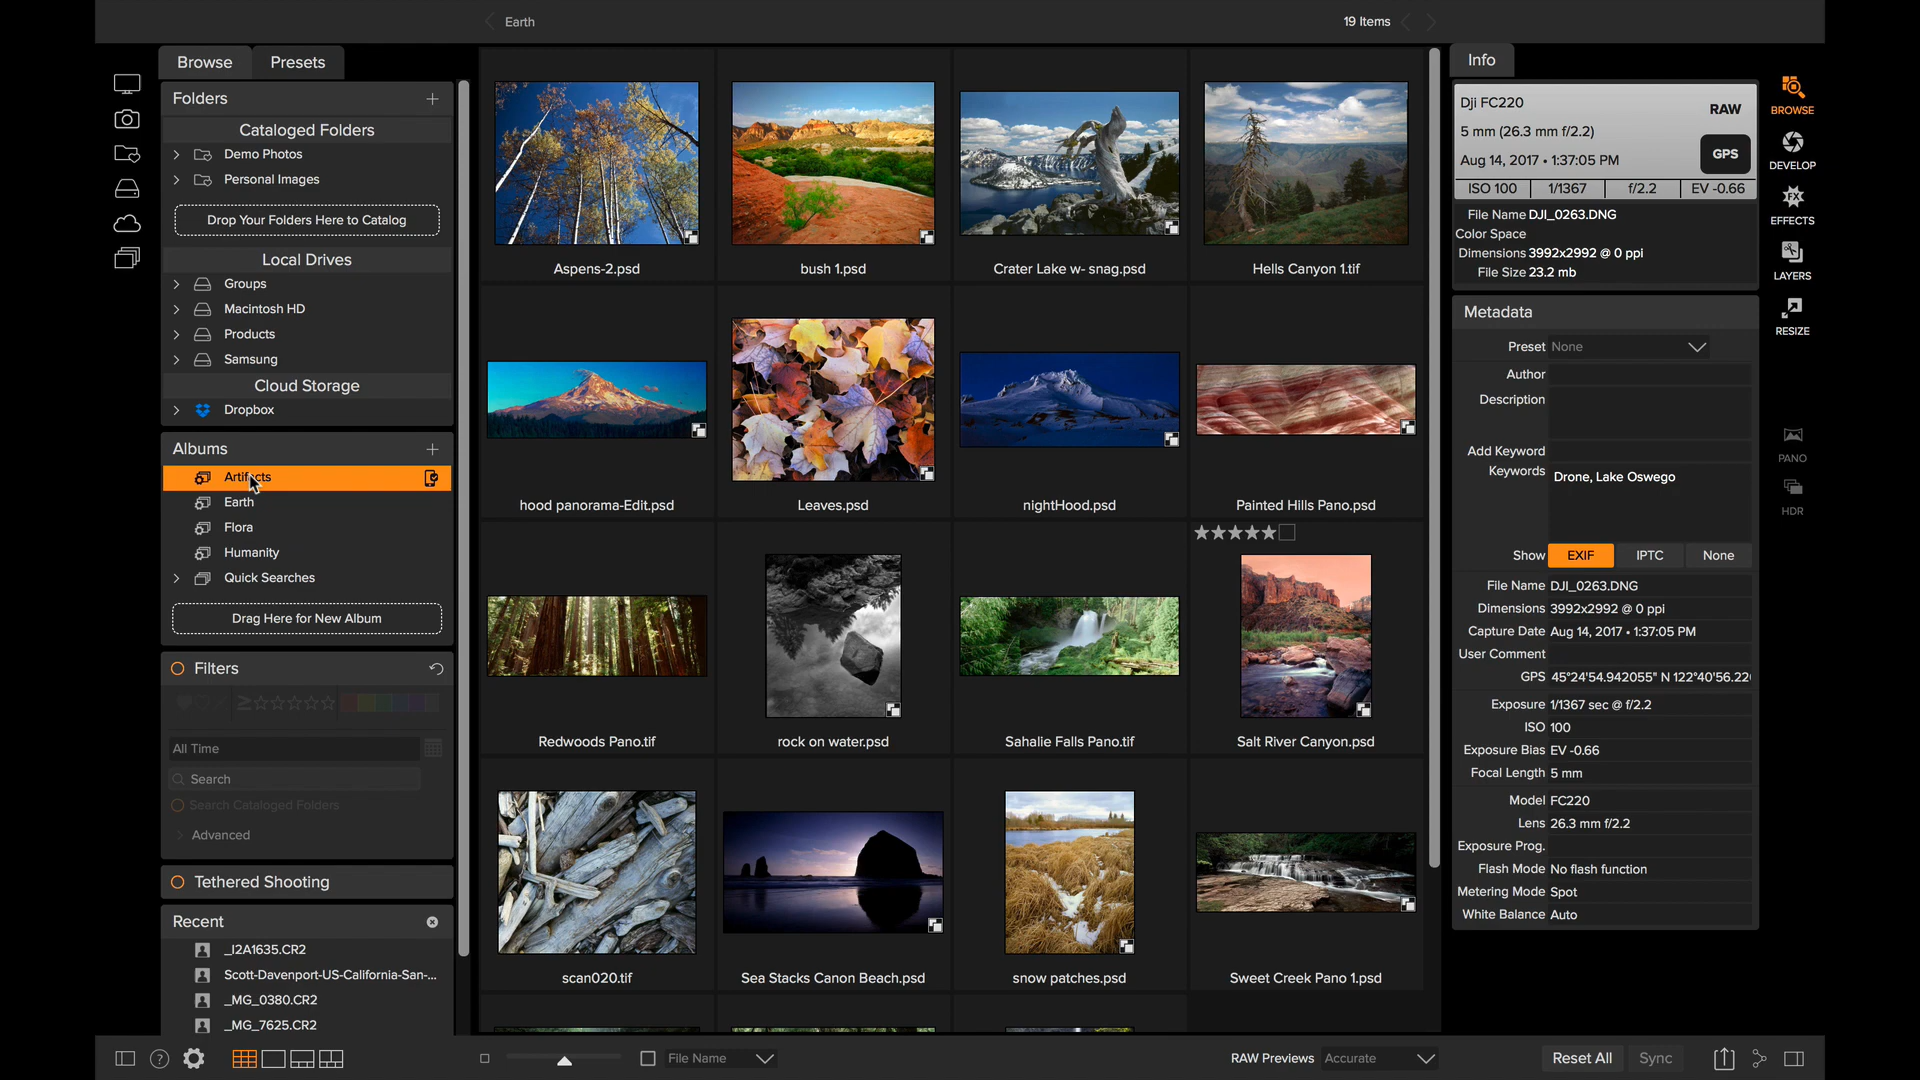 Earth
19 Items
Browse
Presets
Folders
Cataloged Folders
Demo Photos
Personal Images
Drop Your Folders Here to Catalog
Local Drives
Groups
Macintosh HD
Products
Samsung
Cloud Storage
Dropbox
Albums
Artifacts
Earth
Flora
Humanity
Quick Searches
Drag Here for New Album
Filters
All Time
Search
Search Cataloged Folders
Advanced
Tethered Shooting
Recent
_I2A1635.CR2
Scott-Davenport-US-California-San-...
_MG_0380.CR2
_MG_7625.CR2
Aspens-2.psd
bush 1.psd
Crater Lake w- snag.psd
Hells Canyon 1.tif
hood panorama-Edit.psd
Leaves.psd
nightHood.psd
Painted Hills Pano.psd
Redwoods Pano.tif
rock on water.psd
Sahalie Falls Pano.tif
Salt River Canyon.psd
scan020.tif
Sea Stacks Canon Beach.psd
snow patches.psd
Sweet Creek Pano 1.psd
Info
Dji FC220
RAW
5 mm (26.3 mm f/2.2)
Aug 14, 2017 • 1:37:05 PM
GPS
ISO 100 1/1367 f/2.2 EV -0.66
File Name DJI_0263.DNG
Color Space
Dimensions 3992x2992 @ 0 ppi
File Size 23.2 mb
Metadata
Preset None
Author
Description
Add Keyword
Keywords Drone, Lake Oswego
Show EXIF IPTC None
File Name DJI_0263.DNG
Dimensions 3992x2992 @ 0 ppi
Capture Date Aug 14, 2017 • 1:37:05 PM
User Comment
GPS 45°24'54.942055" N 122°40'56.22
Exposure 1/1367 sec @ f/2.2
ISO 100
Exposure Bias EV -0.66
Focal Length 5 mm
Model FC220
Lens 26.3 mm f/2.2
Exposure Prog.
Flash Mode No flash function
Metering Mode Spot
White Balance Auto
BROWSE
DEVELOP
FX
EFFECTS
LAYERS
RESIZE
PANO
HDR
?
File Name
RAW Previews Accurate
Reset All
Sync